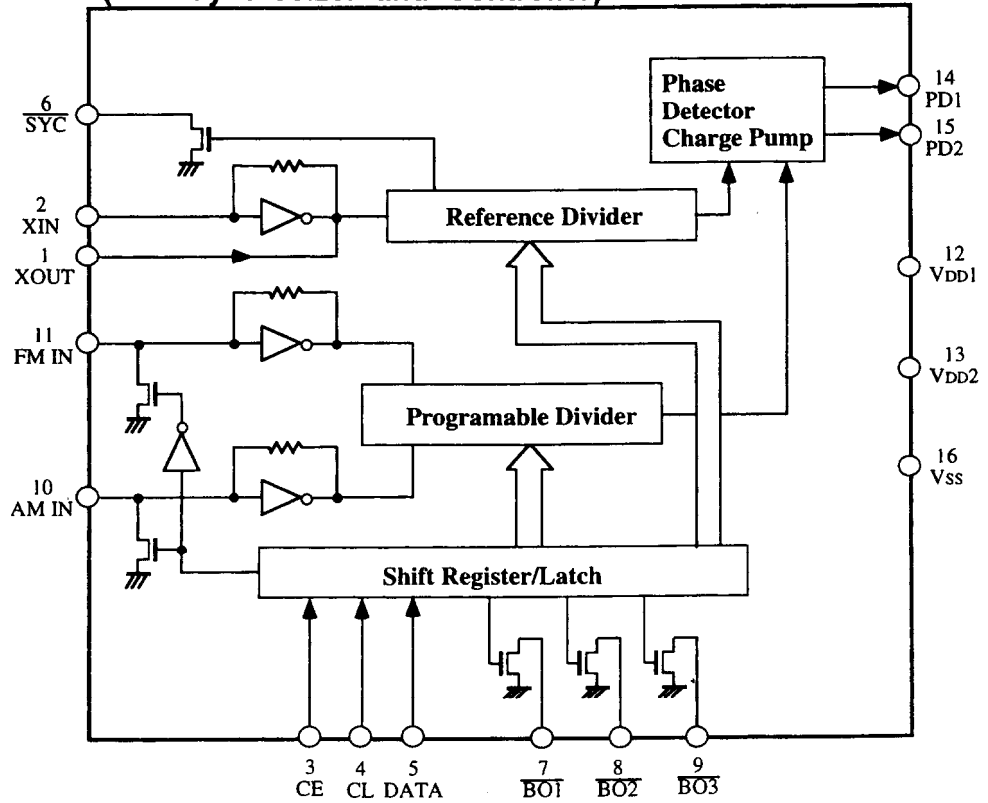 6
SYC
2
XIN
1
XOUT
11
FM IN
10
AM IN
Phase
Detector
Charge Pump
Reference Divider
Programable Divider
Shift Register/Latch
14
PD1
15
PD2
12
VDD1
13
VDD2
16
VSS
3
CE
4
CL
5
DATA
7
BO1
8
BO2
9
BO3